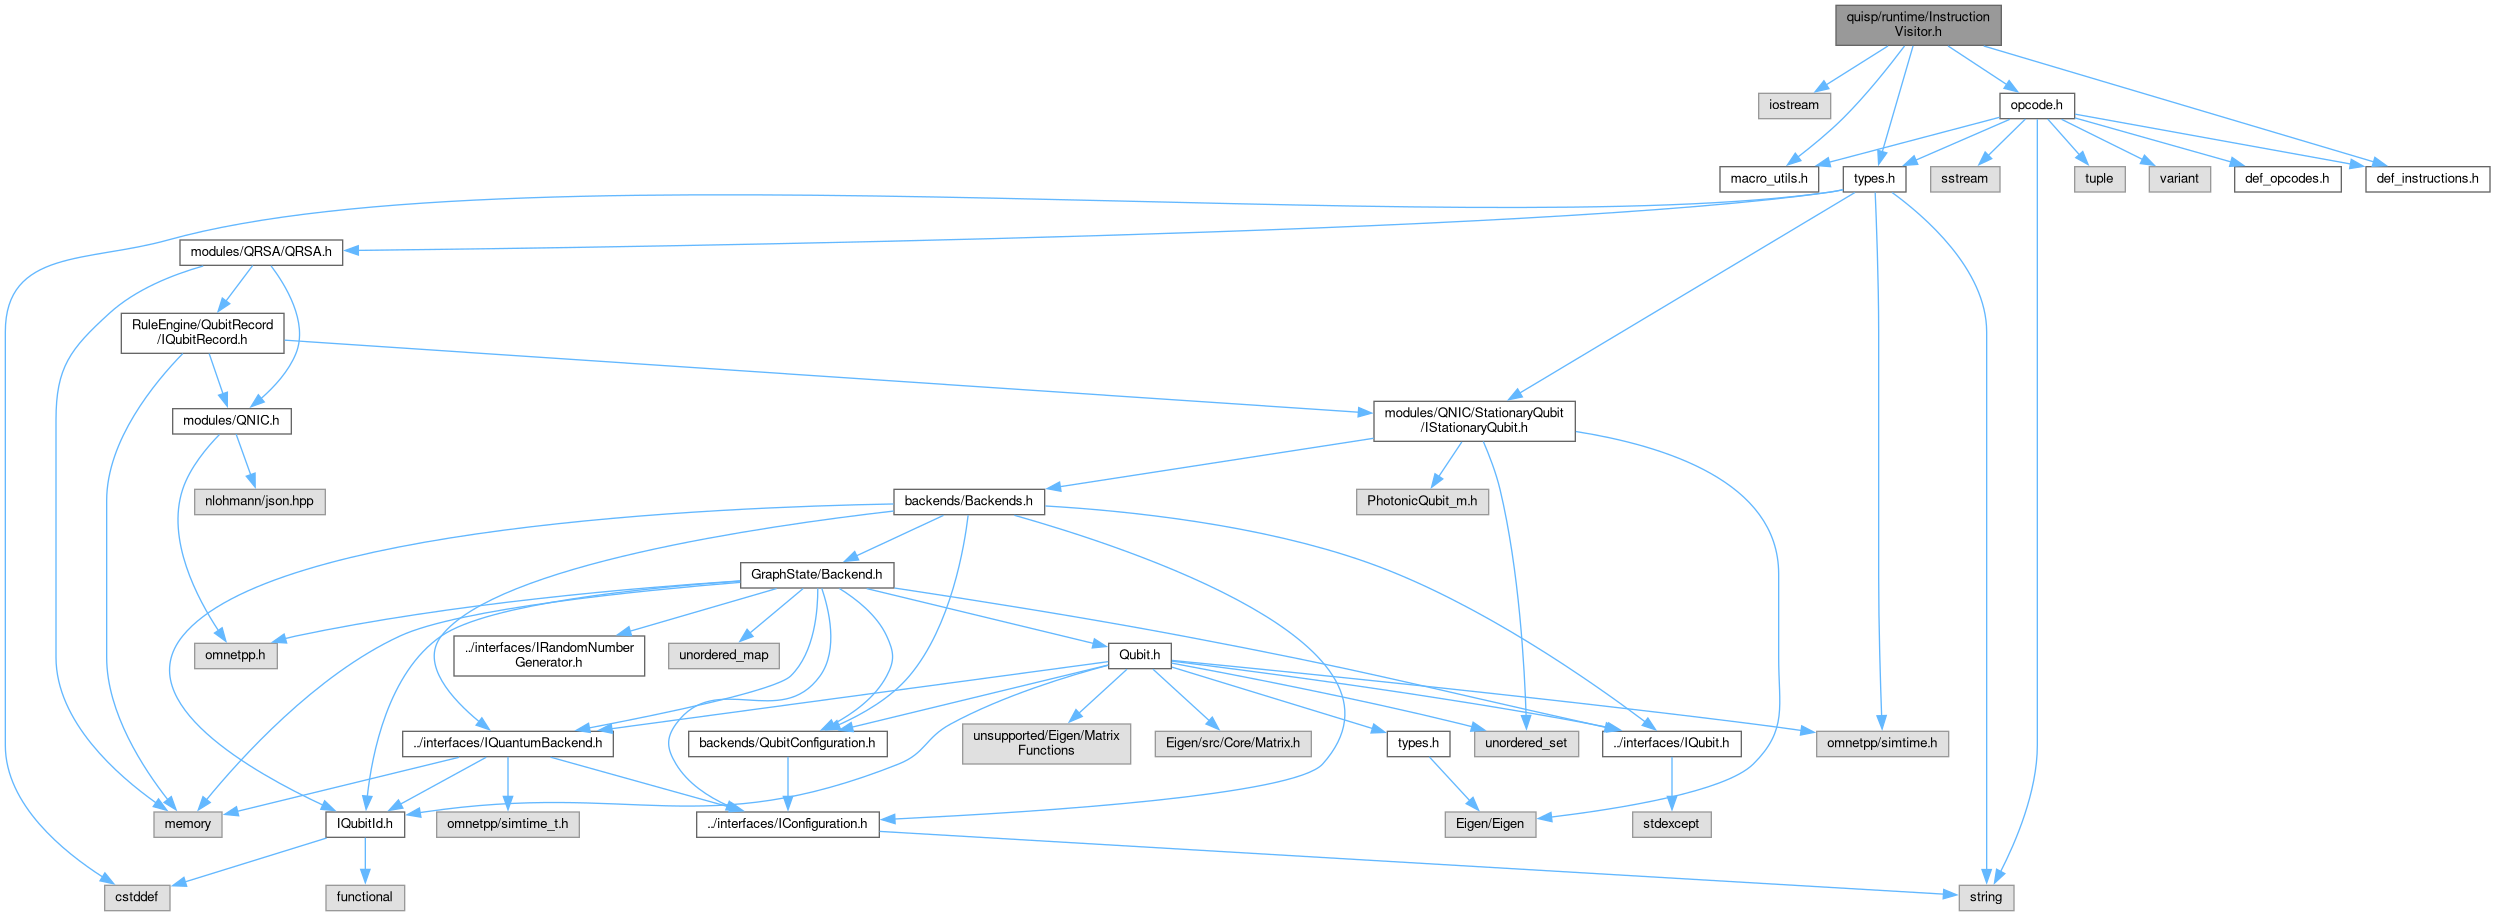 quisp/runtime/Instruction
Visitor.h
iostream
opcode.h
macro_utils.h
types.h
sstream
tuple
variant
def_opcodes.h
def_instructions.h
modules/QRSA/QRSA.h
RuleEngine/QubitRecord
/IQubitRecord.h
modules/QNIC.h
modules/QNIC/StationaryQubit
/IStationaryQubit.h
nlohmann/json.hpp
backends/Backends.h
PhotonicQubit_m.h
GraphState/Backend.h
omnetpp.h
../interfaces/IRandomNumber
Generator.h
unordered_map
Qubit.h
../interfaces/IQuantumBackend.h
backends/QubitConfiguration.h
unsupported/Eigen/Matrix
Functions
Eigen/src/Core/Matrix.h
types.h
unordered_set
../interfaces/IQubit.h
omnetpp/simtime.h
memory
IQubitId.h
omnetpp/simtime_t.h
../interfaces/IConfiguration.h
Eigen/Eigen
stdexcept
cstddef
functional
string